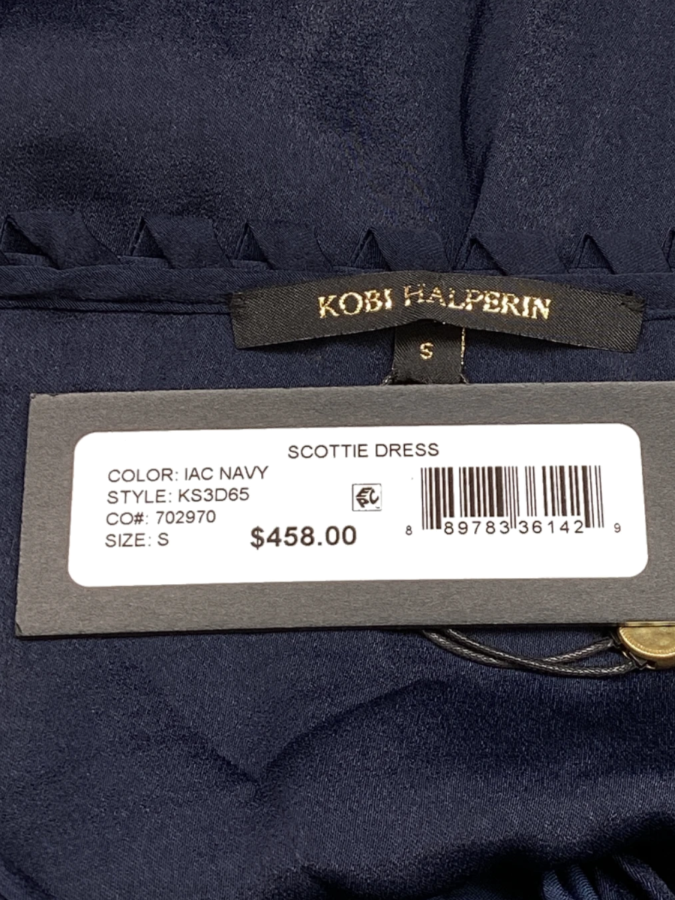 KOBI HALPERIN
S
SCOTTIE DRESS
COLOR: IAC NAVY
STYLE: KS3D65
CO#: 702970
SIZE: S
$458.00
8 89783 36142 9